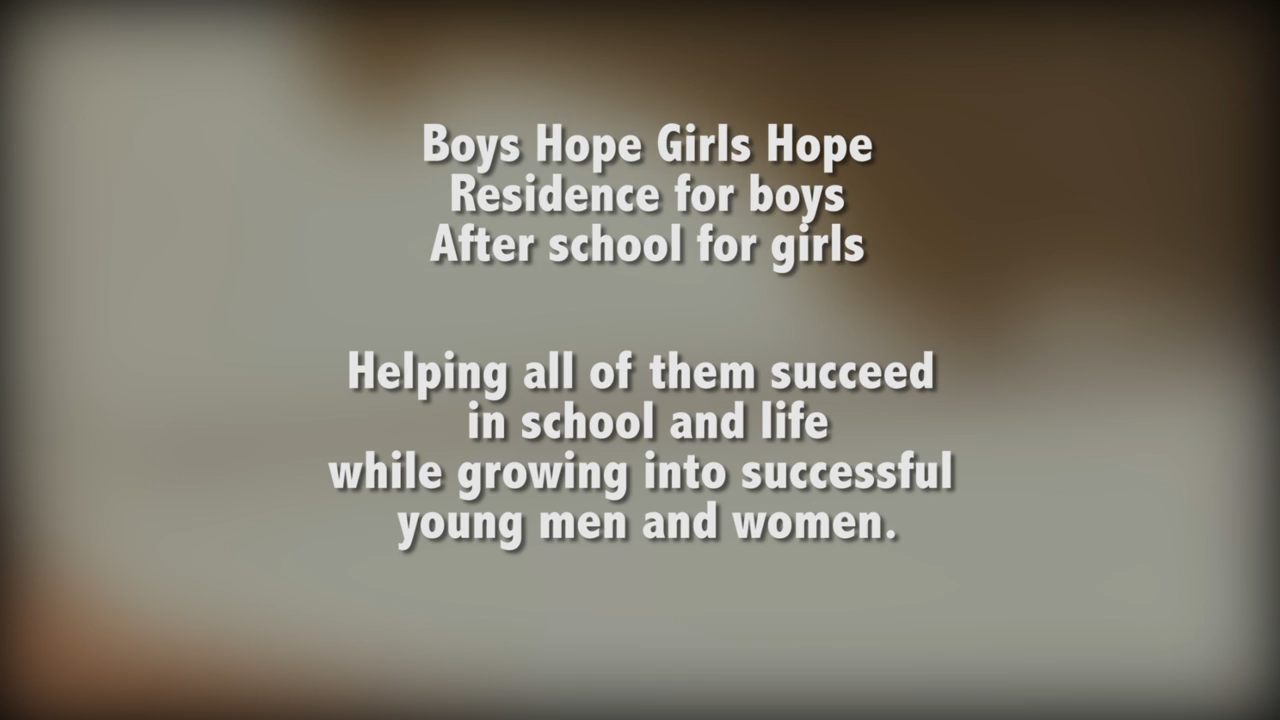 Boys Hope Girls Hope
Residence for boys
After school for girls
Helping all of them succeed
in school and life
while growing into successful
young men and women.